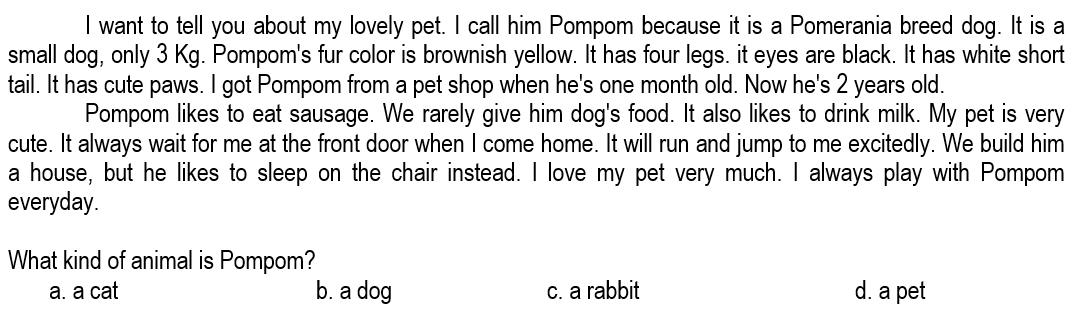 I want to tell you about my lovely pet. I call him Pompom because it is a Pomerania breed dog. It is a
small dog, only 3 Kg. Pompom's fur color is brownish yellow. It has four legs. it eyes are black. It has white short
tail. It has cute paws. I got Pompom from a pet shop when he's one month old. Now he's 2 years old.
Pompom likes to eat sausage. We rarely give him dog's food. It also likes to drink milk. My pet is very
cute. It always wait for me at the front door when I come home. It will run and jump to me excitedly. We build him
a house, but he likes to sleep on the chair instead. I love my pet very much. I always play with Pompom
everyday.
What kind of animal is Pompom?
a. a cat b. a dog c. a rabbit d. a pet